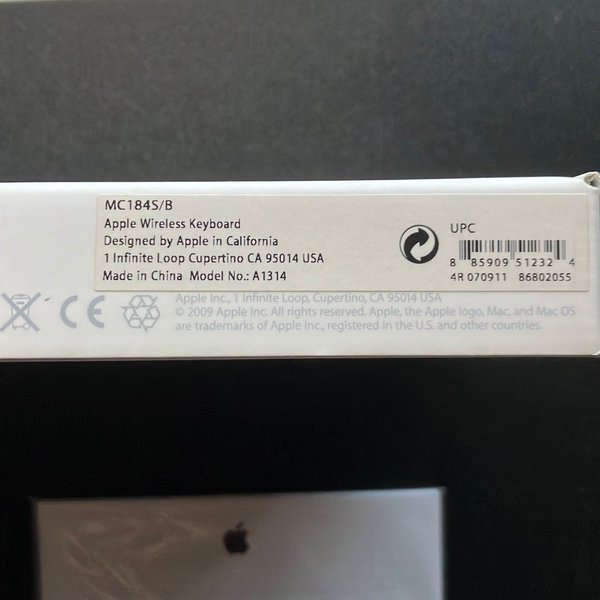 MC184S/B
Apple Wireless Keyboard
Designed by Apple in California
1 Infinite Loop Cupertino CA 95014 USA
Made in China Model No.: A1314
UPC
8 85909 51232 4
4R 070911 86802055
CE
Apple Inc., 1 Infinite Loop, Cupertino, CA 95014 USA
© 2009 Apple Inc. All rights reserved. Apple, the Apple logo, Mac, and Mac OS
are trademarks of Apple Inc., registered in the U.S. and other countries.